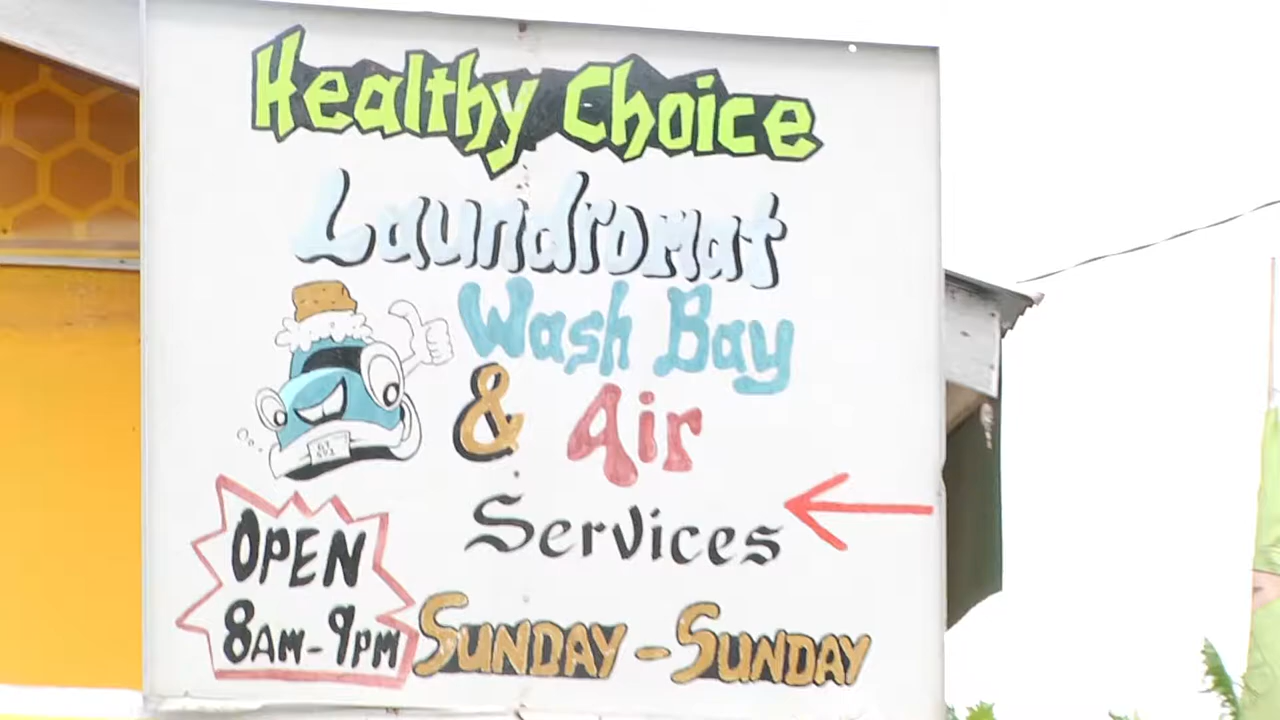 Healthy Choice
Laundromat
Wash Bay
& Air
Services
OPEN
8AM-9PM
SUNDAY - SUNDAY